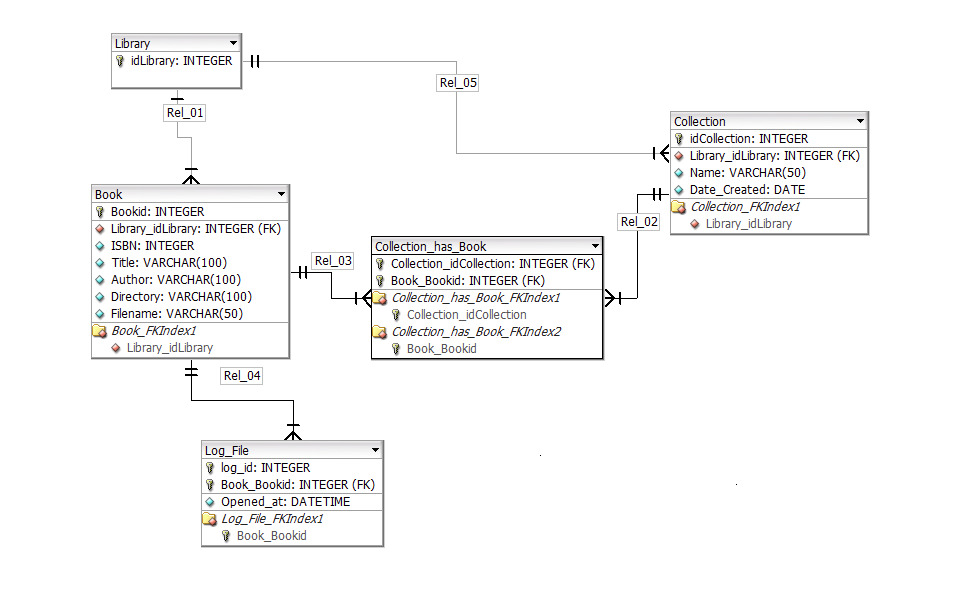 Library
idLibrary: INTEGER
Rel_01
Rel_05
Collection
idCollection: INTEGER
Library_idLibrary: INTEGER (FK)
Name: VARCHAR(50)
Date_Created: DATE
Collection_FKIndex1
Library_idLibrary
Book
Bookid: INTEGER
Library_idLibrary: INTEGER (FK)
ISBN: INTEGER
Title: VARCHAR(100)
Author: VARCHAR(100)
Directory: VARCHAR(100)
Filename: VARCHAR(50)
Book_FKIndex1
Library_idLibrary
Rel_03
Rel_02
Collection_has_Book
Collection_idCollection: INTEGER (FK)
Book_Bookid: INTEGER (FK)
Collection_has_Book_FKIndex1
Collection_idCollection
Collection_has_Book_FKIndex2
Book_Bookid
Rel_04
Log_File
log_id: INTEGER
Book_Bookid: INTEGER (FK)
Opened_at: DATETIME
Log_File_FKIndex1
Book_Bookid